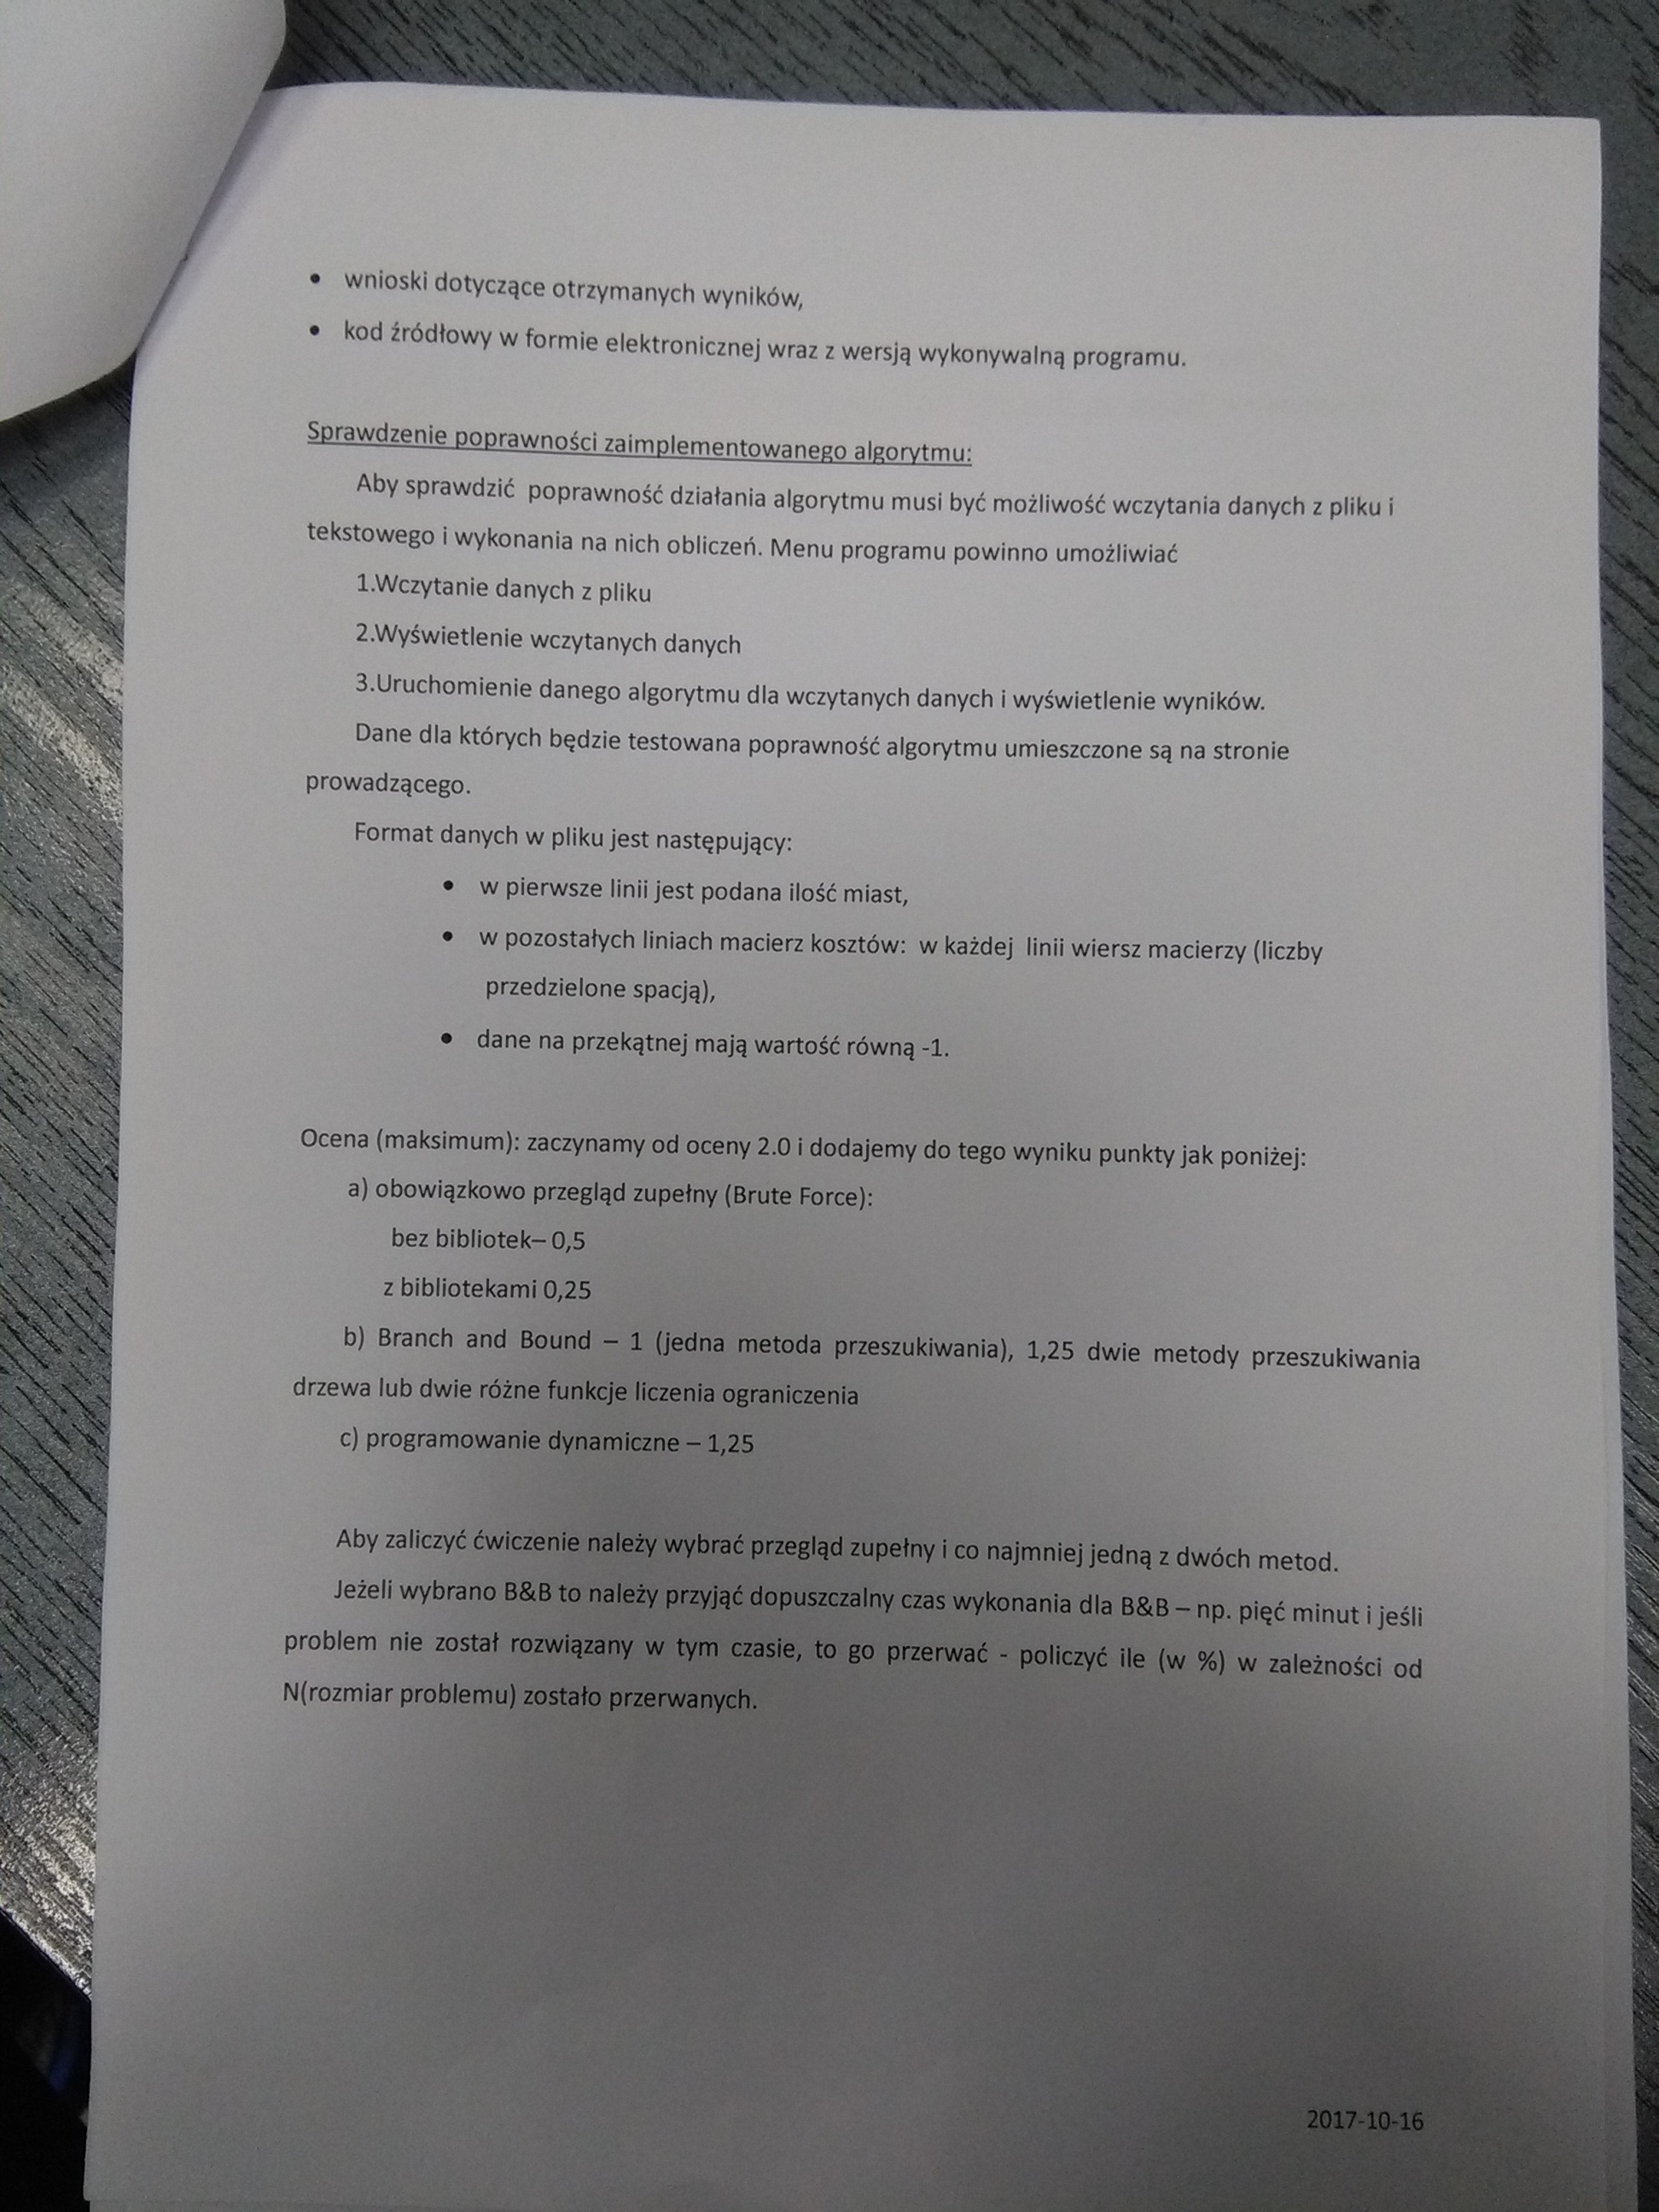 • wnioski dotyczące otrzymanych wyników,
• kod źródłowy w formie elektronicznej wraz z wersją wykonywalną programu.
Sprawdzenie poprawności zaimplementowanego algorytmu:
Aby sprawdzić poprawność działania algorytmu musi być możliwość wczytania danych z pliku i
tekstowego i wykonania na nich obliczeń. Menu programu powinno umożliwiać
1.Wczytanie danych z pliku
2.Wyświetlenie wczytanych danych
3.Uruchomienie danego algorytmu dla wczytanych danych i wyświetlenie wyników.
Dane dla których będzie testowana poprawność algorytmu umieszczone są na stronie
prowadzącego.
Format danych w pliku jest następujący:
• w pierwsze linii jest podana ilość miast,
• w pozostałych liniach macierz kosztów: w każdej linii wiersz macierzy (liczby
przedzielone spacją),
• dane na przekątnej mają wartość równą -1.
Ocena (maksimum): zaczynamy od oceny 2.0 i dodajemy do tego wyniku punkty jak poniżej:
a) obowiązkowo przegląd zupełny (Brute Force):
bez bibliotek– 0,5
z bibliotekami 0,25
b) Branch and Bound – 1 (jedna metoda przeszukiwania), 1,25 dwie metody przeszukiwania
drzewa lub dwie różne funkcje liczenia ograniczenia
c) programowanie dynamiczne – 1,25
Aby zaliczyć ćwiczenie należy wybrać przegląd zupełny i co najmniej jedną z dwóch metod.
Jeżeli wybrano B&B to należy przyjąć dopuszczalny czas wykonania dla B&B – np. pięć minut i jeśli
problem nie został rozwiązany w tym czasie, to go przerwać - policzyć ile (w %) w zależności od
N(rozmiar problemu) zostało przerwanych.
2017-10-16